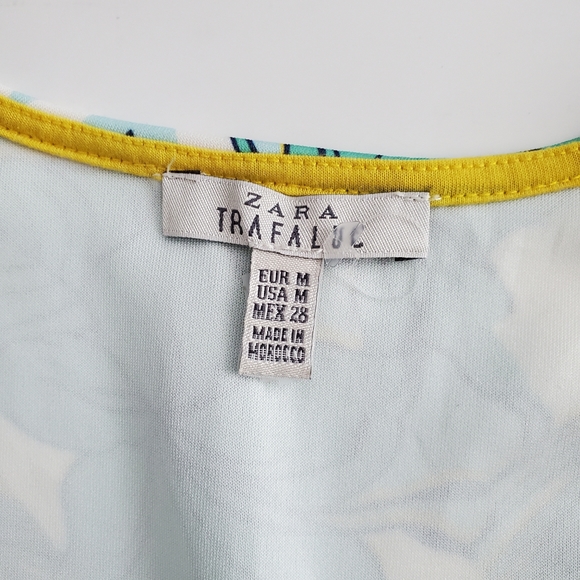 ZARA
TRAFALUC
EUR M
USA M
MEX 28
MADE IN
MOROCCO